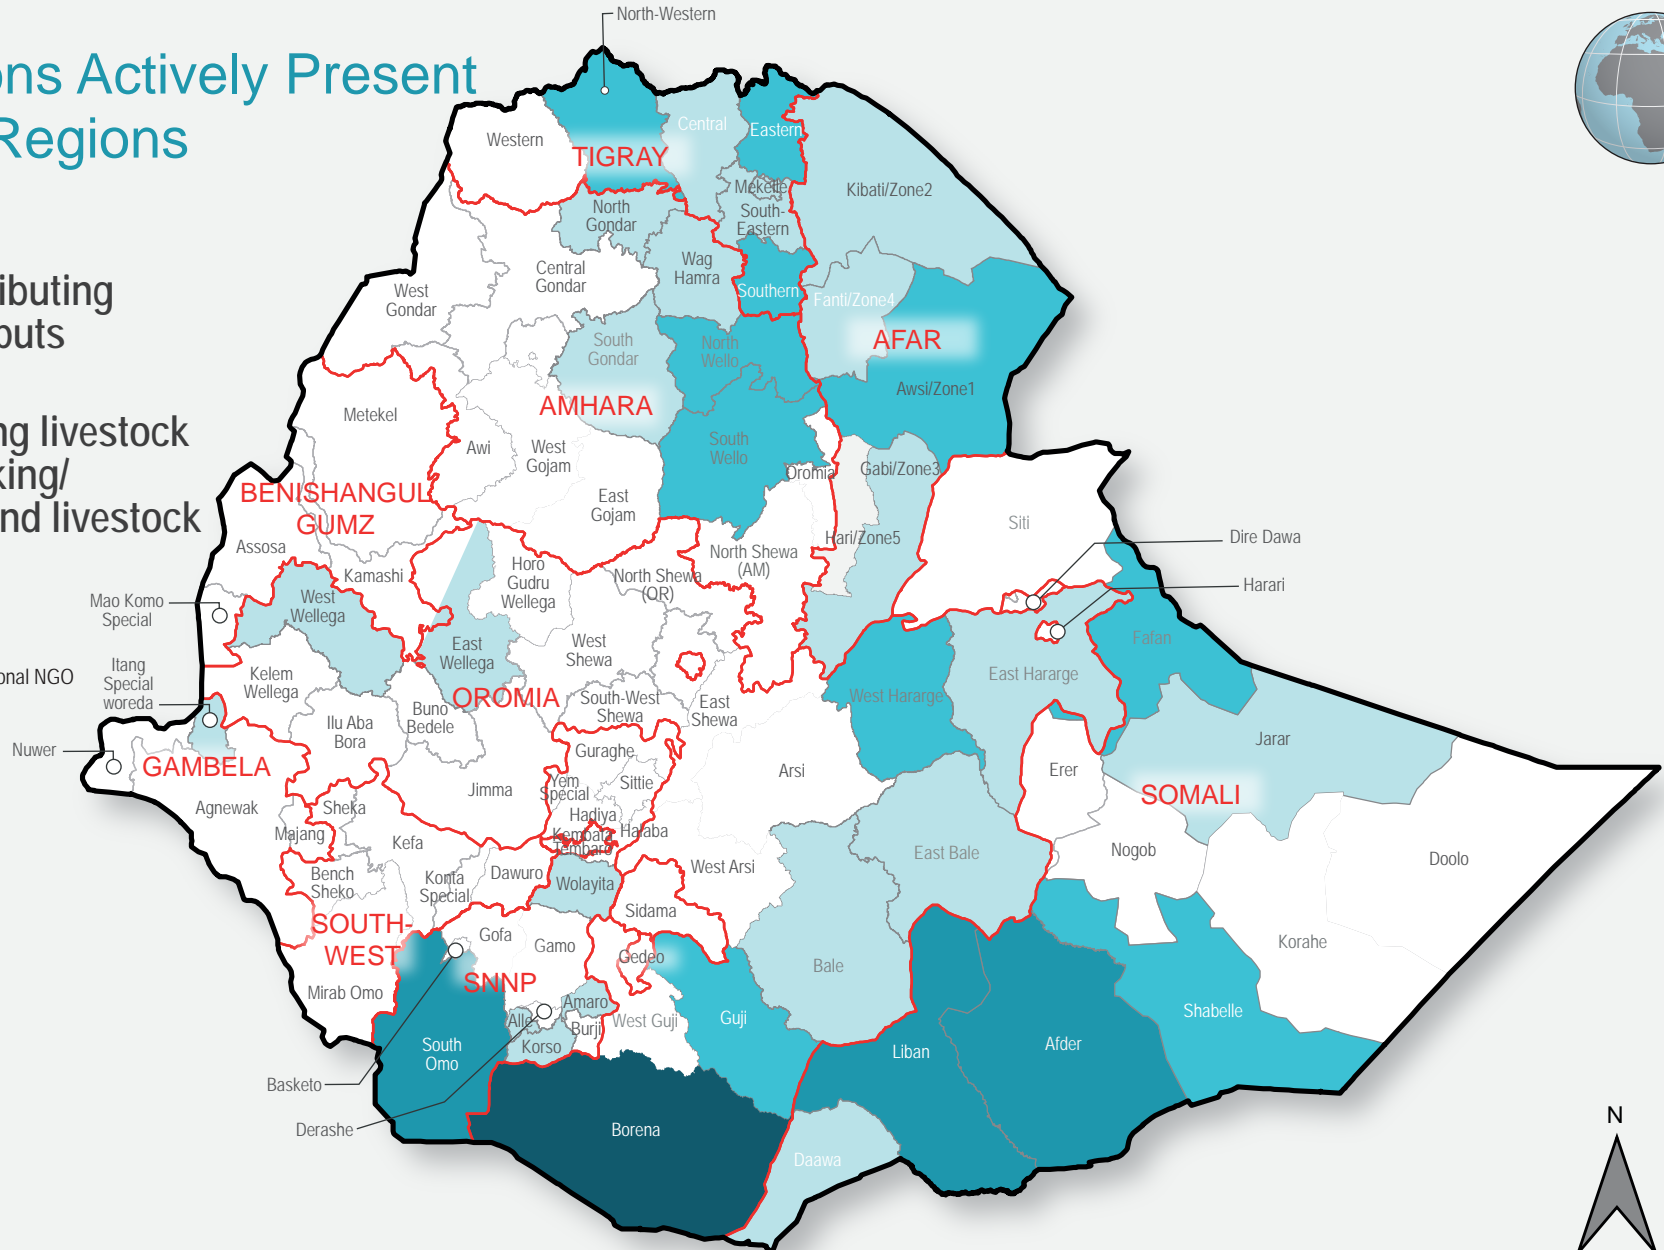 ons Actively Present
Regions
ibuting
outs
ng livestock
king/
nd livestock
onal NGO
North-Western
Western
TIGRAY
Central
Eastern
Mekelle
South-
Eastern
Southern
Kibati/Zone2
Fanti/Zone4
AFAR
Awsi/Zone1
Gabi/Zone3
Hari/Zone5
North
Gondar
Wag
Hamra
Central
Gondar
West
Gondar
South
Gondar
North
Wello
AMHARA
South
Wello
Oromia
Awi
West
Gojam
East
Gojam
North Shewa
(AM)
Metekel
BENISHANGUL
GUMZ
Assosa
Kamashi
Mao Komo
Special
West
Wellega
Horo
Gudru
Wellega
North Shewa
(OR)
East
Wellega
West
Shewa
Kelem
Wellega
OROMIA
South-West
Shewa
East
Shewa
Ilu Aba
Bora
Buno
Bedele
Jimma
Arsi
West Arsi
West Hararge
East Hararge
East Bale
Bale
Guji
West Guji
Borena
Itang
Special
woreda
Nuwer
GAMBELA
Agnewak
Majang
Sheka
Kefa
Bench
Sheko
Konta
Special
Dawuro
SOUTH-
WEST
Mirab Omo
Guraghe
Yem
Special
Sittie
Hadiya
Halaba
Kembata
Tembaro
Wolayita
Sidama
Gofa
Gamo
Gedeo
SNNP
Amaro
Alle
Burji
Korso
South
Omo
Basketo
Derashe
Siti
Dire Dawa
Harari
Fafan
Jarar
Erer
SOMALI
Nogob
Doolo
Korahe
Shabelle
Afder
Liban
Daawa
N